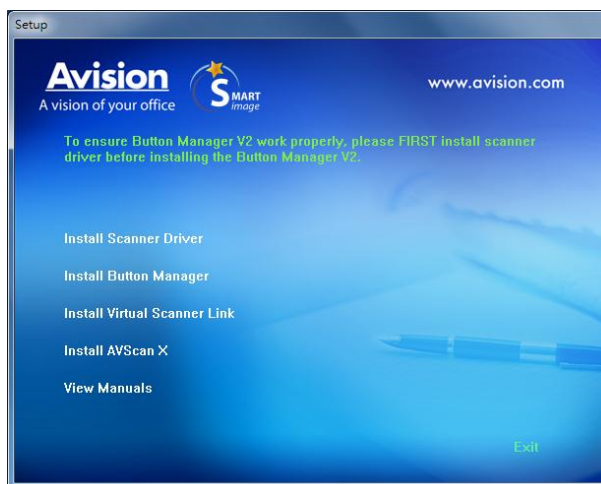 Setup
Avision
A vision of your office
SMART
image
www.avision.com
To ensure Button Manager V2 work properly, please FIRST install scanner
driver before installing the Button Manager V2.
Install Scanner Driver
Install Button Manager
Install Virtual Scanner Link
Install AVScan X
View Manuals
Exit